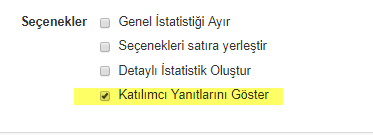 Seçenekler Genel İstatistiği Ayır
Seçenekleri satıra yerleştir
Detaylı İstatistik Oluştur
Katılımcı Yanıtlarını Göster